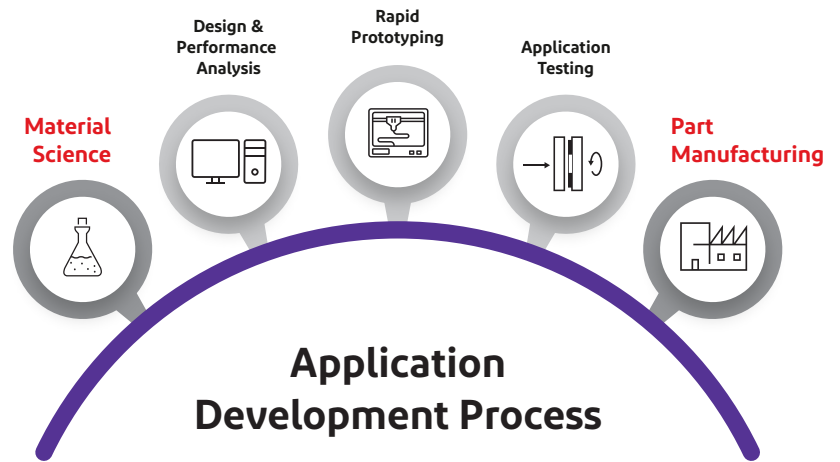 Material
Science
Design &
Performance
Analysis
Rapid
Prototyping
Application
Testing
Part
Manufacturing
Application
Development Process